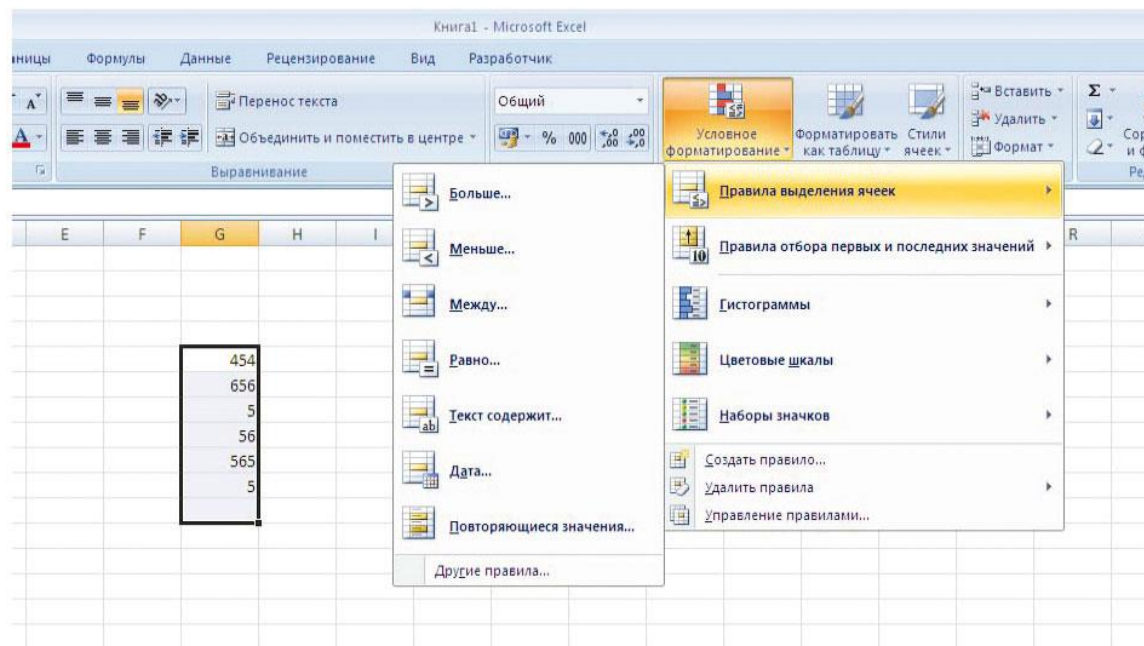 Книга1 - Microsoft Excel
аницы Формулы Данные Рецензирование Вид Разработчик
Перенос текста
Общий
Объединить и поместить в центре
% 000
Условное форматирование
Форматировать как таблицу
Стили ячеек
Вставить
Удалить
Формат
Σ
Выравнивание
Больше...
Меньше...
Между...
Равно...
Текст содержит...
Дата...
Повторяющиеся значения...
Другие правила...
Правила выделения ячеек
Правила отбора первых и последних значений
Гистограммы
Цветовые шкалы
Наборы значков
Создать правило...
Удалить правила
Управление правилами...
E F G H I R
454
656
5
56
565
5